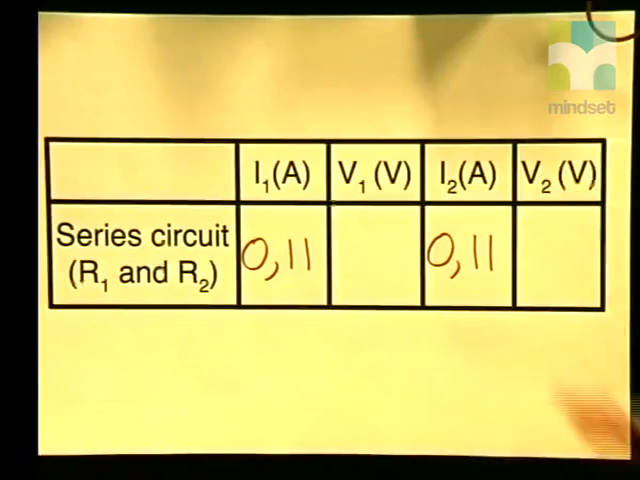 mindset
I₁(A) V₁(V) I₂(A) V₂(V)
Series circuit
(R₁ and R₂) 0,11 0,11